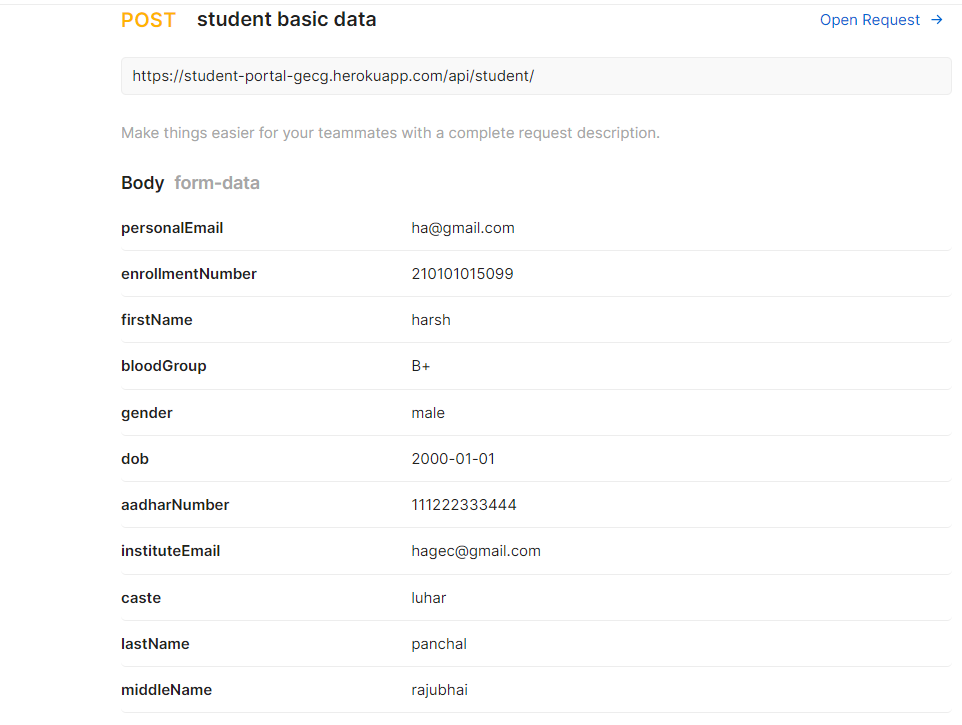 POST student basic data Open Request →
https://student-portal-gecg.herokuapp.com/api/student/
Make things easier for your teammates with a complete request description.
Body form-data
personalEmail ha@gmail.com
enrollmentNumber 210101015099
firstName harsh
bloodGroup B+
gender male
dob 2000-01-01
aadharNumber 111222333444
instituteEmail hagec@gmail.com
caste luhar
lastName panchal
middleName rajubhai